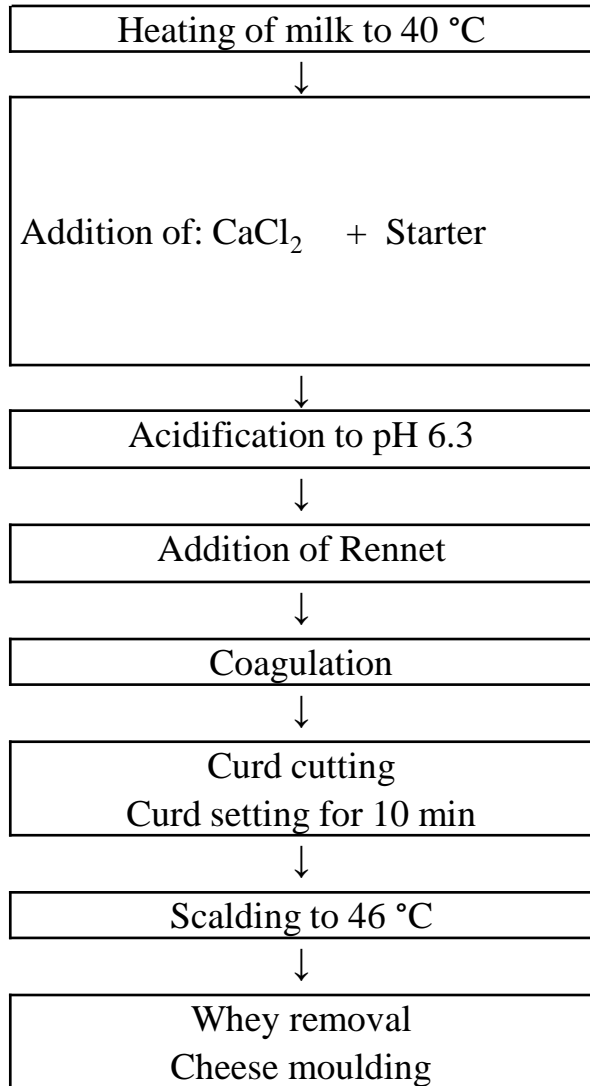 Heating of milk to 40 °C
↓
Addition of: CaCl₂ + Starter
↓
Acidification to pH 6.3
↓
Addition of Rennet
↓
Coagulation
↓
Curd cutting
Curd setting for 10 min
↓
Scalding to 46 °C
↓
Whey removal
Cheese moulding